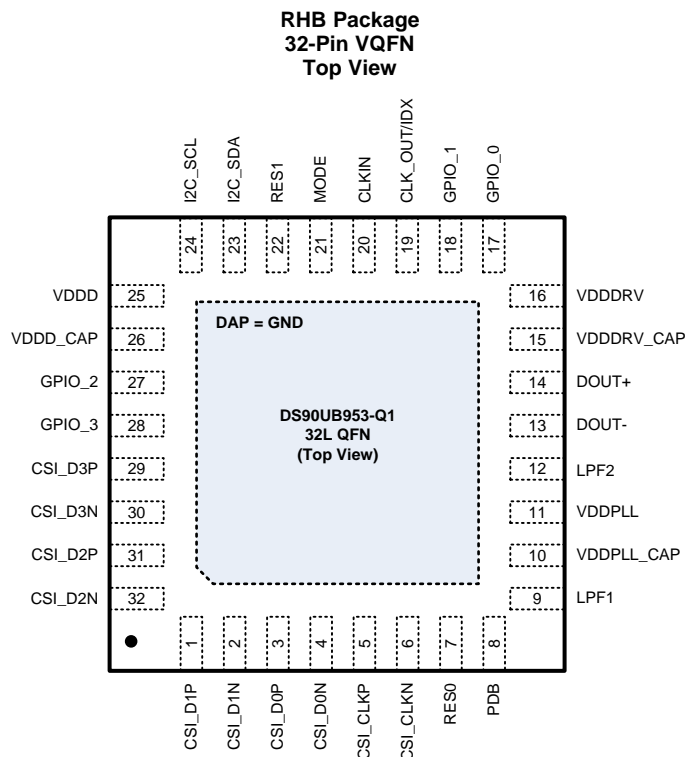 RHB Package
32-Pin VQFN
Top View
I2C_SCL
I2C_SDA
RES1
MODE
CLKIN
CLK_OUT/IDX
GPIO_1
GPIO_0
24
23
22
21
20
19
18
17
VDDD 25
VDDD_CAP 26
GPIO_2 27
GPIO_3 28
CSI_D3P 29
CSI_D3N 30
CSI_D2P 31
CSI_D2N 32
DAP = GND
DS90UB953-Q1
32L QFN
(Top View)
16 VDDDRV
15 VDDDRV_CAP
14 DOUT+
13 DOUT-
12 LPF2
11 VDDPLL
10 VDDPLL_CAP
9 LPF1
1
2
3
4
5
6
7
8
CSI_D1P
CSI_D1N
CSI_D0P
CSI_D0N
CSI_CLKP
CSI_CLKN
RES0
PDB